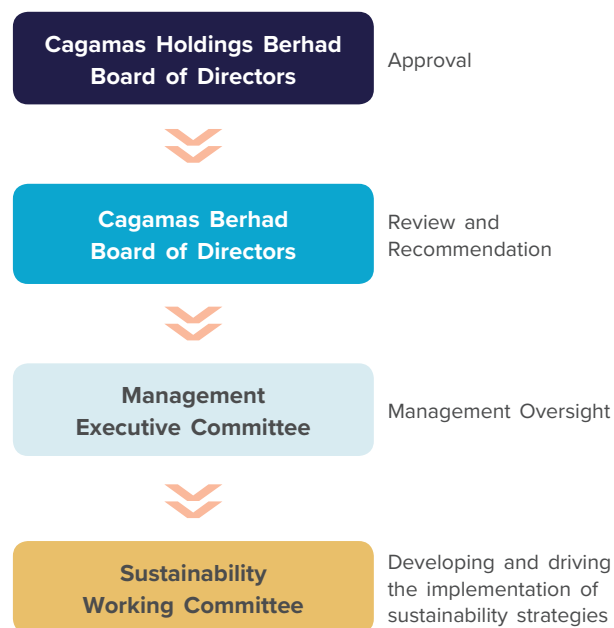 Cagamas Holdings Berhad
Board of Directors
Approval
Cagamas Berhad
Board of Directors
Review and
Recommendation
Management
Executive Committee
Management Oversight
Sustainability
Working Committee
Developing and driving
the implementation of
sustainability strategies